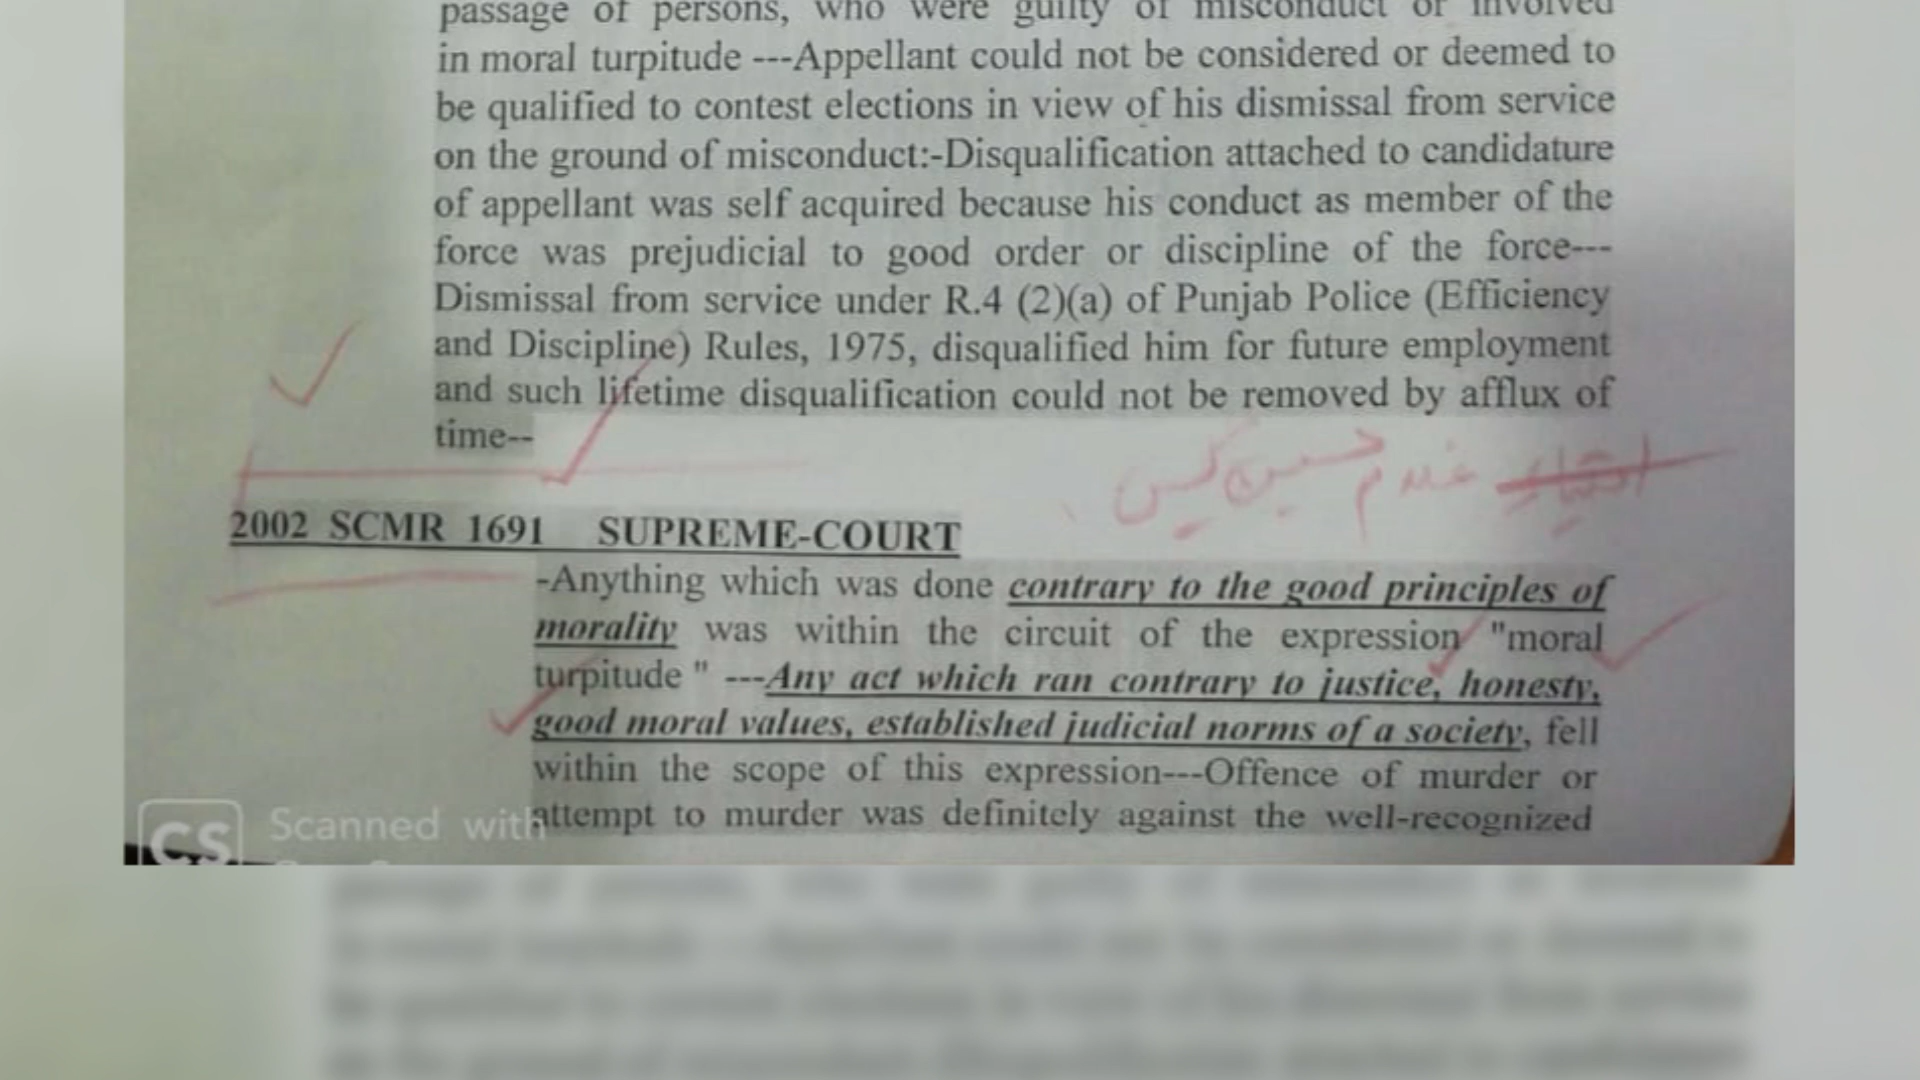 passage of persons, who were guilty of misconduct or involved
in moral turpitude ---Appellant could not be considered or deemed to
be qualified to contest elections in view of his dismissal from service
on the ground of misconduct:-Disqualification attached to candidature
of appellant was self acquired because his conduct as member of the
force was prejudicial to good order or discipline of the force---
Dismissal from service under R.4 (2)(a) of Punjab Police (Efficiency
and Discipline) Rules, 1975, disqualified him for future employment
and such lifetime disqualification could not be removed by afflux of
time--
غلام حسین کیس
2002 SCMR 1691 SUPREME-COURT
-Anything which was done contrary to the good principles of
morality was within the circuit of the expression "moral
turpitude " ---Any act which ran contrary to justice, honesty,
good moral values, established judicial norms of a society, fell
within the scope of this expression---Offence of murder or
attempt to murder was definitely against the well-recognized
CS Scanned with